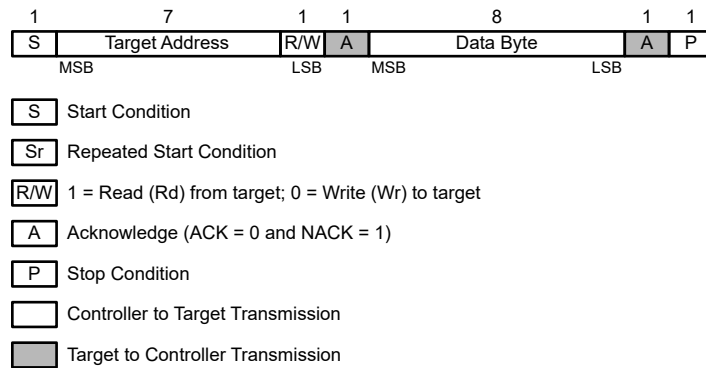 1 7 1 1 8 1 1
S Target Address R/W A Data Byte A P
MSB LSB MSB LSB
S Start Condition
Sr Repeated Start Condition
R/W 1 = Read (Rd) from target; 0 = Write (Wr) to target
A Acknowledge (ACK = 0 and NACK = 1)
P Stop Condition
Controller to Target Transmission
Target to Controller Transmission